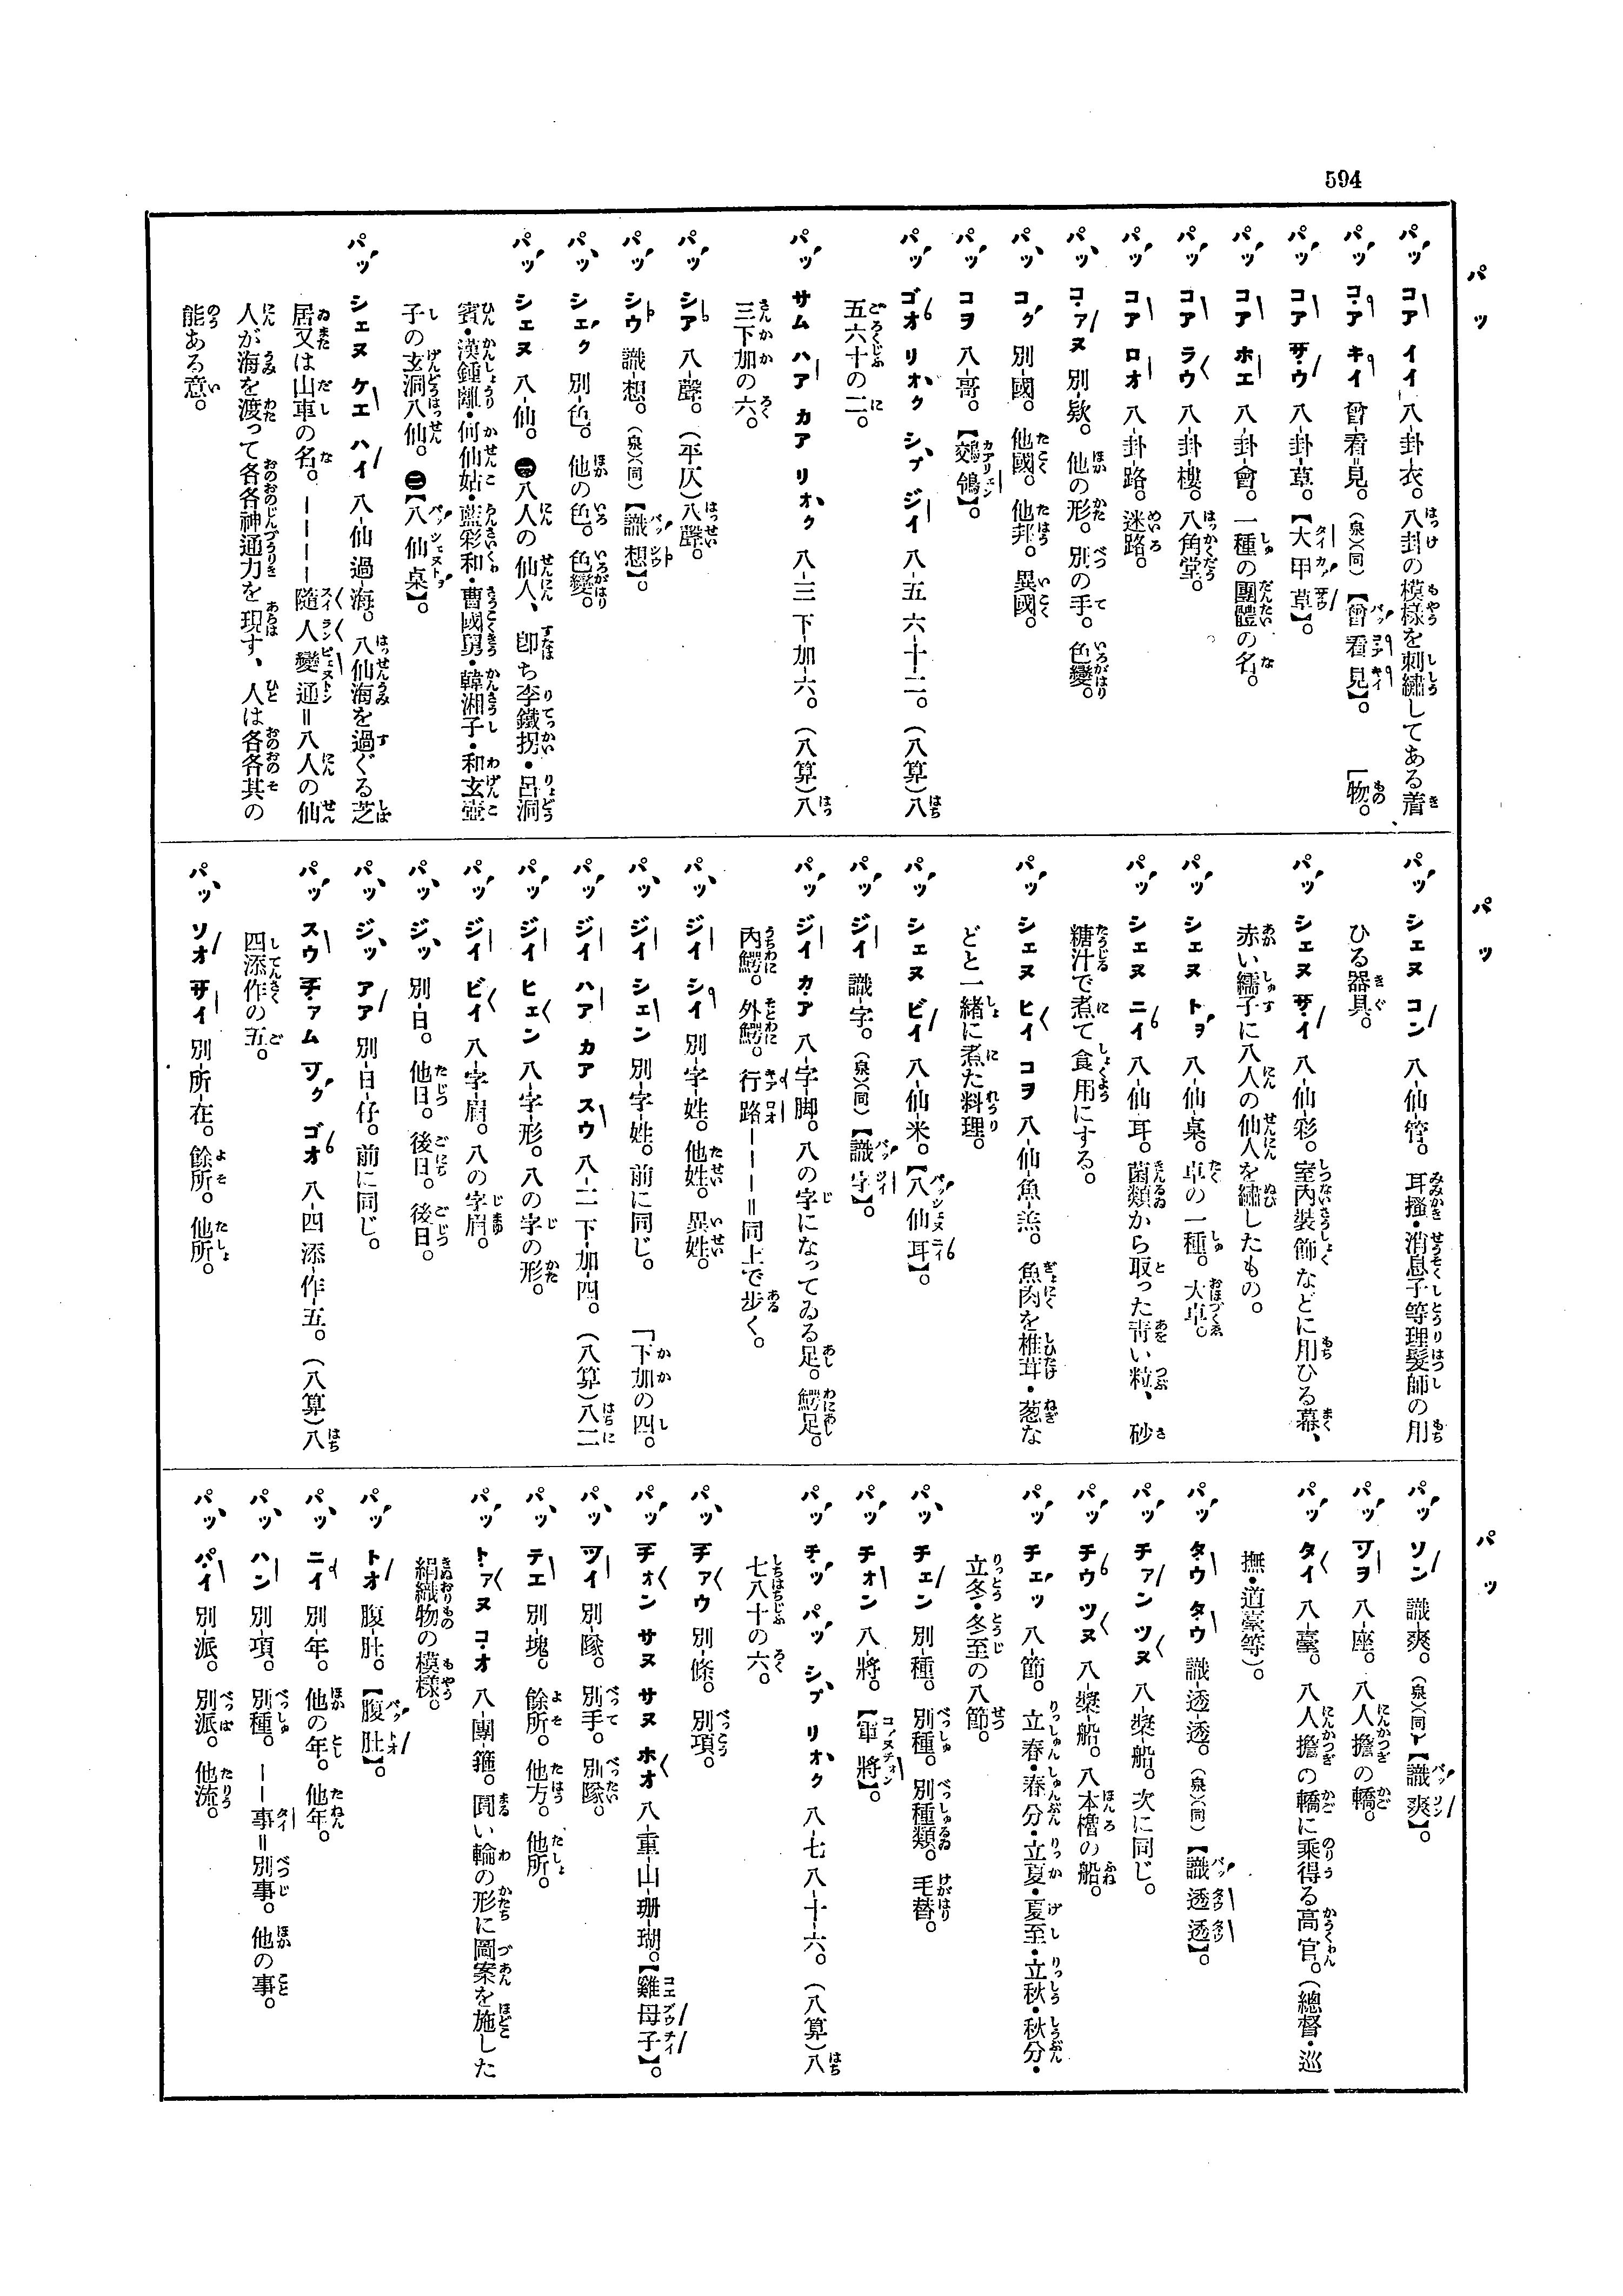 594
パッ
パッ コア イイ 八-卦-衣。八卦の模樣を刺繡してある着
パッ コア キイ 曾-看=見。(泉)(同)【曾看見】。 「物。
パッ コア サウ 八-卦-草。【大甲草】。
パッ コア ホエ 八-卦-會。一種の團體の名。
パッ コア ラウ 八-卦-樓。八角堂。
パッ コア ロオ 八-卦-路。迷路。
パッ コアヌ 別-欵。他の形。別の手。色變。
パッ コク 別-國。他國。他邦。異國。
パッ コヲ 八-哥。【鵁鴒】。
パッ ゴオ リオク シプ ジイ 八-五 六-十-二。(八算)八
五六十の二。
パッ サム ハア カア リオク 八-三 下-加-六。(八算)八
三下加の六。
パッ シア 八-聲。(平仄)八聲。
パッ シウ 識-想。(泉)(同)【識想】。
パッ シェク 別-色。他の色。色變。
パッ シェヌ 八-仙。㊀八人の仙人、卽ち李鐵拐・呂洞
賓・漢鍾離・何仙姑・藍彩和・曹國舅・韓湘子・和玄壺
子の玄洞八仙。㊁【八仙桌】。
パッ シェヌ ケエ ハイ 八-仙 過-海。八仙海を過ぐる芝
居又は山車の名。――――隨人變通=八人の仙
人が海を渡って各各神通力を現す、人は各各其の
能ある意。
パッ
パッ シェヌ コン 八-仙-管。耳搔・消息子等理髮師の用
ひる器具。
パッ シェヌ サイ 八-仙-彩。室內裝飾などに用ひる幕、
赤い繻子に八人の仙人を繡したもの。
パッ シェヌ トヲ 八-仙-桌。卓の一種。大卓。
パッ シェヌ ニイ 八-仙-耳。菌類から取った靑い粒、砂
糖汁で煮て食用にする。
パッ シェヌ ヒイ コヲ 八-仙-魚-羔。魚肉を椎茸・葱な
どと一緖に煮た料理。
パッ シェヌ ビイ 八-仙-米。【八仙耳】。
パッ ジイ 識-字。(泉)(同)【識字】。
パッ ジイ カア 八-字-脚。八の字になってゐる足。鰐足。
內鰐。外鰐。行路――――=同上で步く。
パッ ジイ シイ 別-字-姓。他姓。異姓。
パッ ジイ シェン 別-字-姓。前に同じ。 「下加の四。
パッ ジイ ハア カア スウ 八-二 下-加-四。(八算)八二
パッ ジイ ヒェン 八-字-形。八の字の形。
パッ ジイ ビイ 八-字-眉。八の字眉。
パッ ジッ 別-日。他日。後日。後日。
パッ ジッ アア 別-日-仔。前に同じ。
パッ スウ チァム ツク ゴオ 八-四 添-作-五。(八算)八
四添作の五。
パッ ソオ サイ 別-所-在。餘所。他所。
パッ
パッ ソン 識-爽。(泉)(同)【識爽】。
パッ ツヲ 八-座。八人擔の轎。
パッ タイ 八-臺。八人擔の轎に乘得る高官。(總督・巡
撫・道臺等)。
パッ タウ タウ 識-透-透。(泉)(同)【識透透】。
パッ チァン ツヌ 八-槳-船。次に同じ。
パッ チウ ツヌ 八-槳-船。八本櫓の船。
パッ チェッ 八-節。立春・春分・立夏・夏至・立秋・秋分・
立冬・冬至の八節。
パッ チェン 別-種。別種。別種類。毛替。
パッ チオン 八-將。【軍將】。
パッ チッ パッ シプ リオク 八-七 八-十-六。(八算)八
七八十の六。
パッ チァウ 別-條。別項。
パッ チォン サヌ サヌ ホオ 八-重-山-珊-瑚。【雞母子】。
パッ ツイ 別-隊。別手。別隊。
パッ テエ 別-塊。餘所。他方。他所。
パッ トァヌ コオ 八-團-箍。圓い輪の形に圖案を施した
絹織物の模樣。
パッ トオ 腹-肚。【腹肚】。
パッ ニイ 別-年。他の年。他年。
パッ ハン 別-項。別種。――事=別事。他の事。
パッ パイ 別-派。別派。他流。